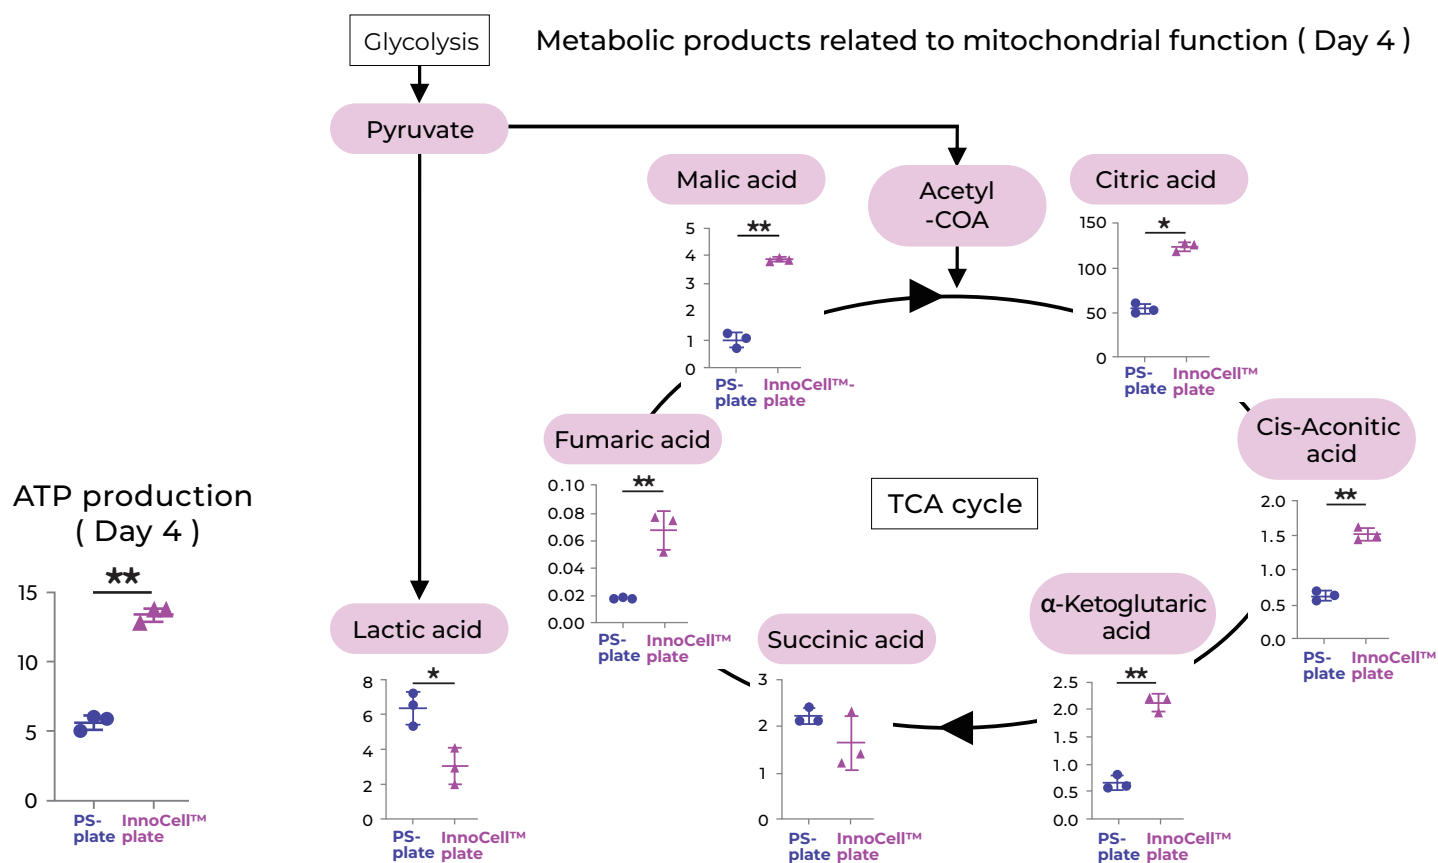 Glycolysis
Metabolic products related to mitochondrial function ( Day 4 )
Pyruvate
Malic acid
5
4
3
2
1
0
**
PS-
plate
InnoCell™-
plate
Acetyl
-COA
Citric acid
150
100
50
0
*
PS-
plate
InnoCell™
plate
Fumaric acid
0.10
0.08
0.06
0.04
0.02
0.00
**
PS-
plate
InnoCell™
plate
TCA cycle
Cis-Aconitic
acid
2.0
1.5
1.0
0.5
0.0
**
PS-
plate
InnoCell™
plate
ATP production
( Day 4 )
15
10
5
0
**
PS-
plate
InnoCell™
plate
Lactic acid
8
6
4
2
0
*
PS-
plate
InnoCell™
plate
Succinic acid
3
2
1
0
PS-
plate
InnoCell™
plate
α-Ketoglutaric
acid
2.5
2.0
1.5
1.0
0.5
0.0
**
PS-
plate
InnoCell™
plate